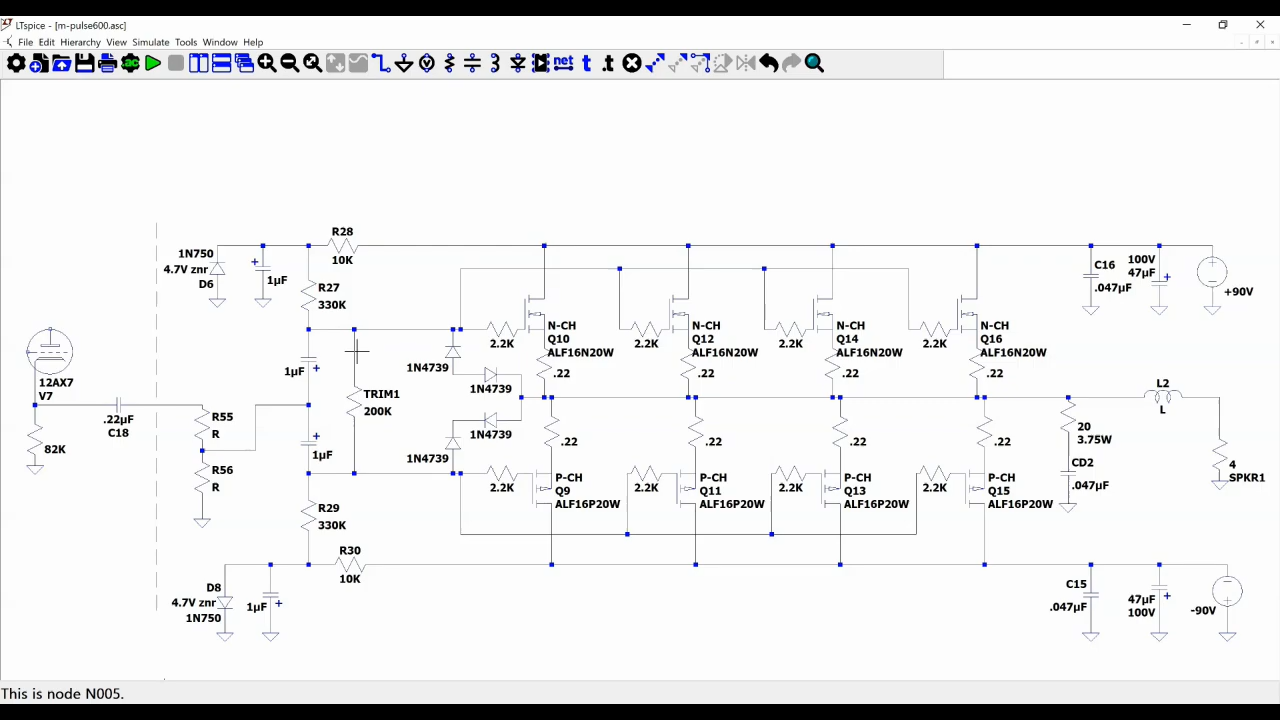 LTspice - [m-pulse600.asc]
File Edit Hierarchy View Simulate Tools Window Help
.ac
net
t
.t
R28
10K
1N750
4.7V znr
D6
1µF
R27
330K
C16
.047µF
100V
47µF
+90V
N-CH
Q10
ALF16N20W
2.2K
.22
N-CH
Q12
ALF16N20W
2.2K
.22
N-CH
Q14
ALF16N20W
2.2K
.22
N-CH
Q16
ALF16N20W
2.2K
.22
12AX7
V7
82K
.22µF
C18
R55
R
R56
R
1µF
1µF
TRIM1
200K
1N4739
1N4739
1N4739
1N4739
L2
L
20
3.75W
CD2
.047µF
4
SPKR1
.22
2.2K
P-CH
Q9
ALF16P20W
.22
2.2K
P-CH
Q11
ALF16P20W
.22
2.2K
P-CH
Q13
ALF16P20W
.22
2.2K
P-CH
Q15
ALF16P20W
R29
330K
R30
10K
D8
4.7V znr
1N750
1µF
C15
.047µF
47µF
100V
-90V
This is node N005.